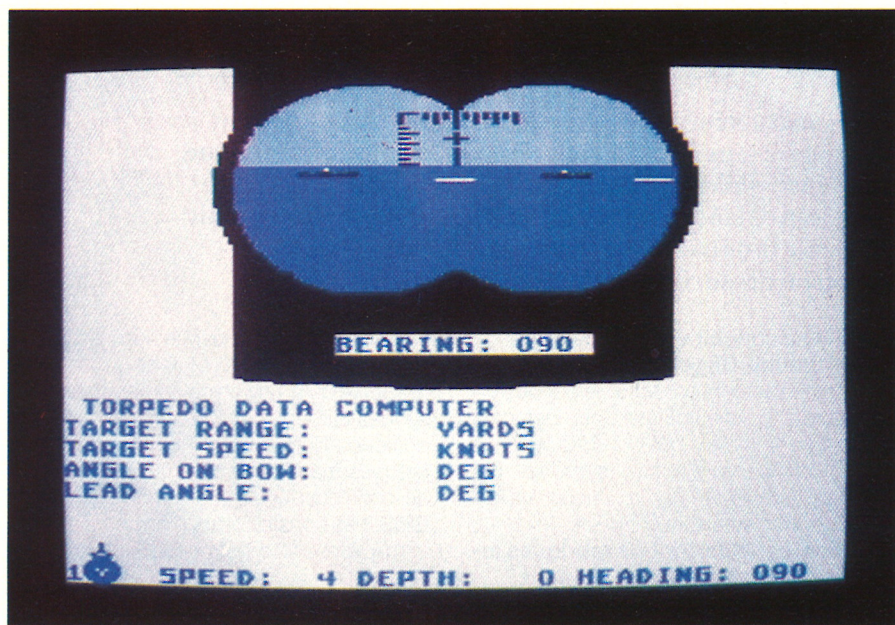 BEARING: 090
TORPEDO DATA COMPUTER
TARGET RANGE: YARDS
TARGET SPEED: KNOTS
ANGLE ON BOW: DEG
LEAD ANGLE: DEG
1 SPEED: 4 DEPTH: 0 HEADING: 090